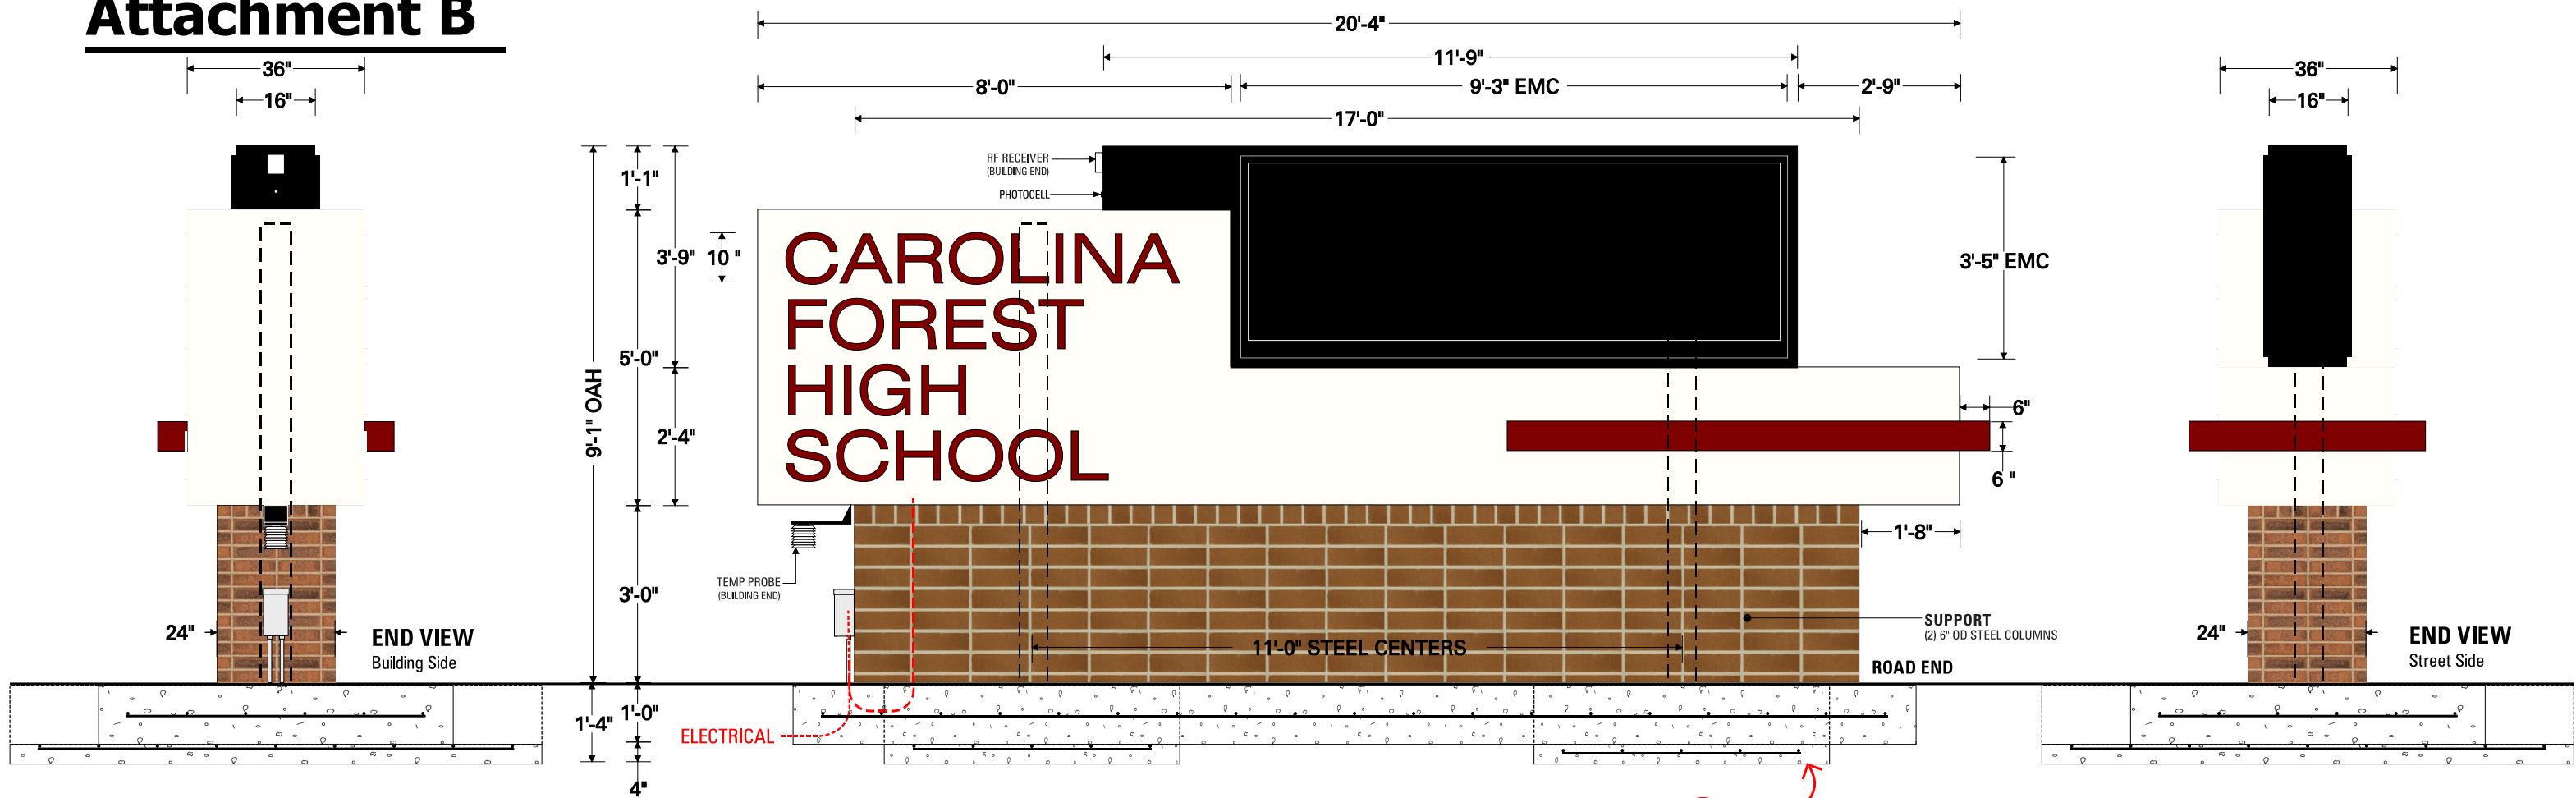 Attachment B
36"
16"
20'-4"
11'-9"
8'-0"
9'-3" EMC
2'-9"
17'-0"
36"
16"
RF RECEIVER
(BUILDING END)
PHOTOCELL
1'-1"
3'-9"
10 "
5'-0"
9'-1" OAH
2'-4"
3'-0"
CAROLINA
FOREST
HIGH
SCHOOL
3'-5" EMC
6"
6 "
1'-8"
TEMP PROBE
(BUILDING END)
24"
END VIEW
Building Side
11'-0" STEEL CENTERS
SUPPORT
(2) 6" OD STEEL COLUMNS
ROAD END
24"
END VIEW
Street Side
1'-4"
1'-0"
4"
ELECTRICAL